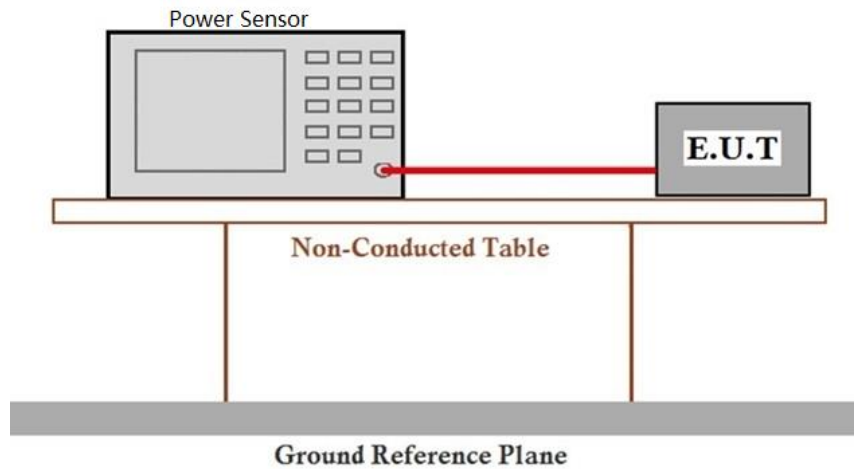 Power Sensor
E.U.T
Non-Conducted Table
Ground Reference Plane